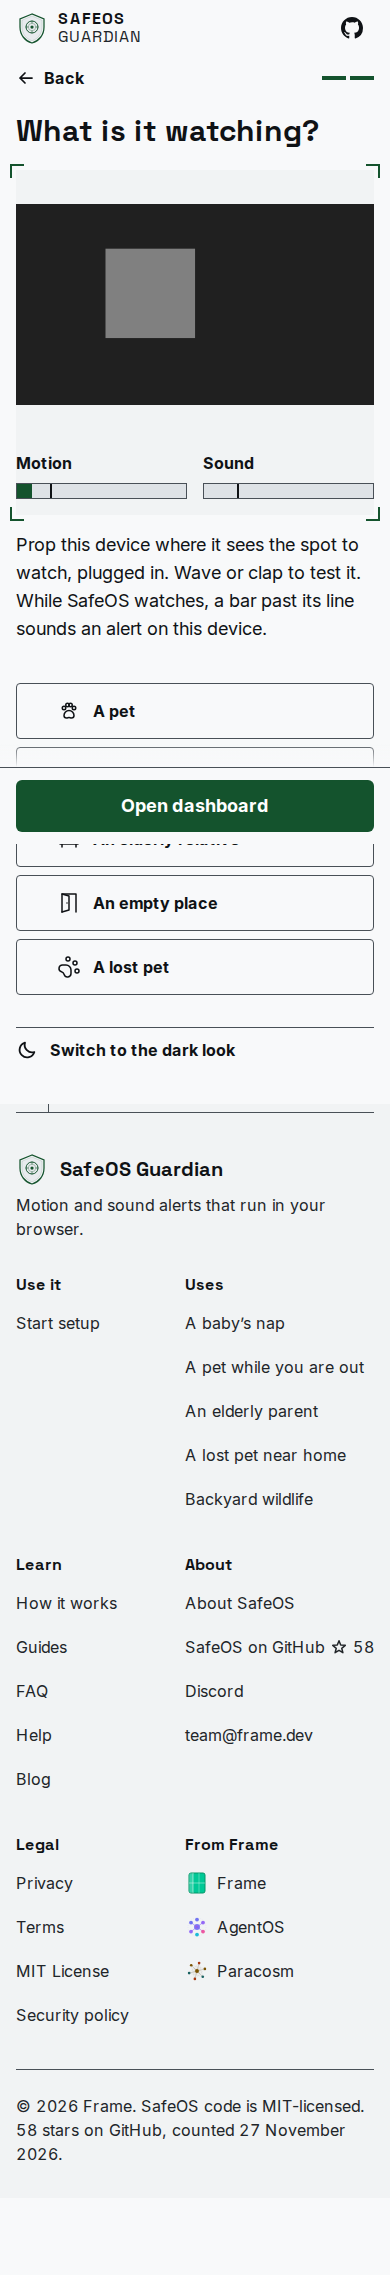 SAFEOS
GUARDIAN
Back
What is it watching?
Motion
Sound
Prop this device where it sees the spot to
watch, plugged in. Wave or clap to test it.
While SafeOS watches, a bar past its line
sounds an alert on this device.
A pet
Open dashboard
An empty place
A lost pet
Switch to the dark look
SafeOS Guardian
Motion and sound alerts that run in your
browser.
Use it
Start setup
Uses
A baby’s nap
A pet while you are out
An elderly parent
A lost pet near home
Backyard wildlife
Learn
How it works
Guides
FAQ
Help
Blog
About
About SafeOS
SafeOS on GitHub ☆ 58
Discord
team@frame.dev
Legal
Privacy
Terms
MIT License
Security policy
From Frame
Frame
AgentOS
Paracosm
© 2026 Frame. SafeOS code is MIT-licensed.
58 stars on GitHub, counted 27 November
2026.